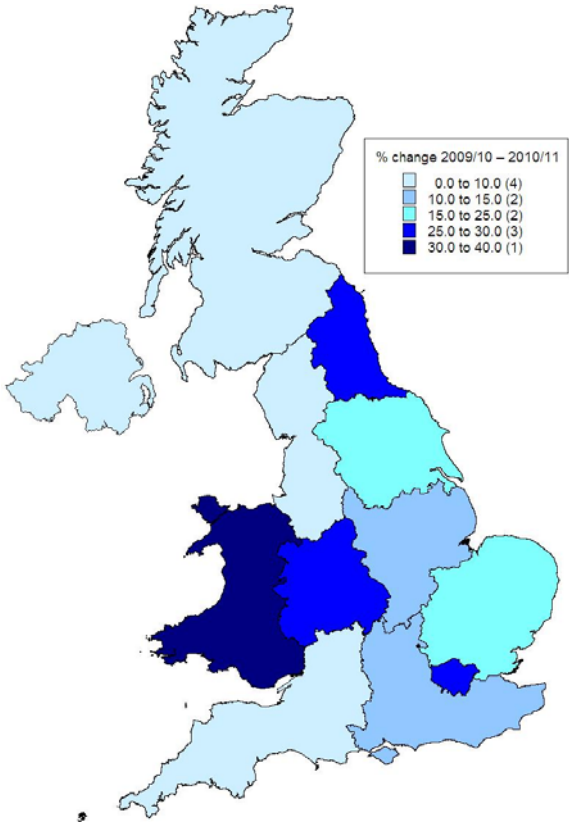 % change 2009/10 – 2010/11
0.0 to 10.0 (4)
10.0 to 15.0 (2)
15.0 to 25.0 (2)
25.0 to 30.0 (3)
30.0 to 40.0 (1)